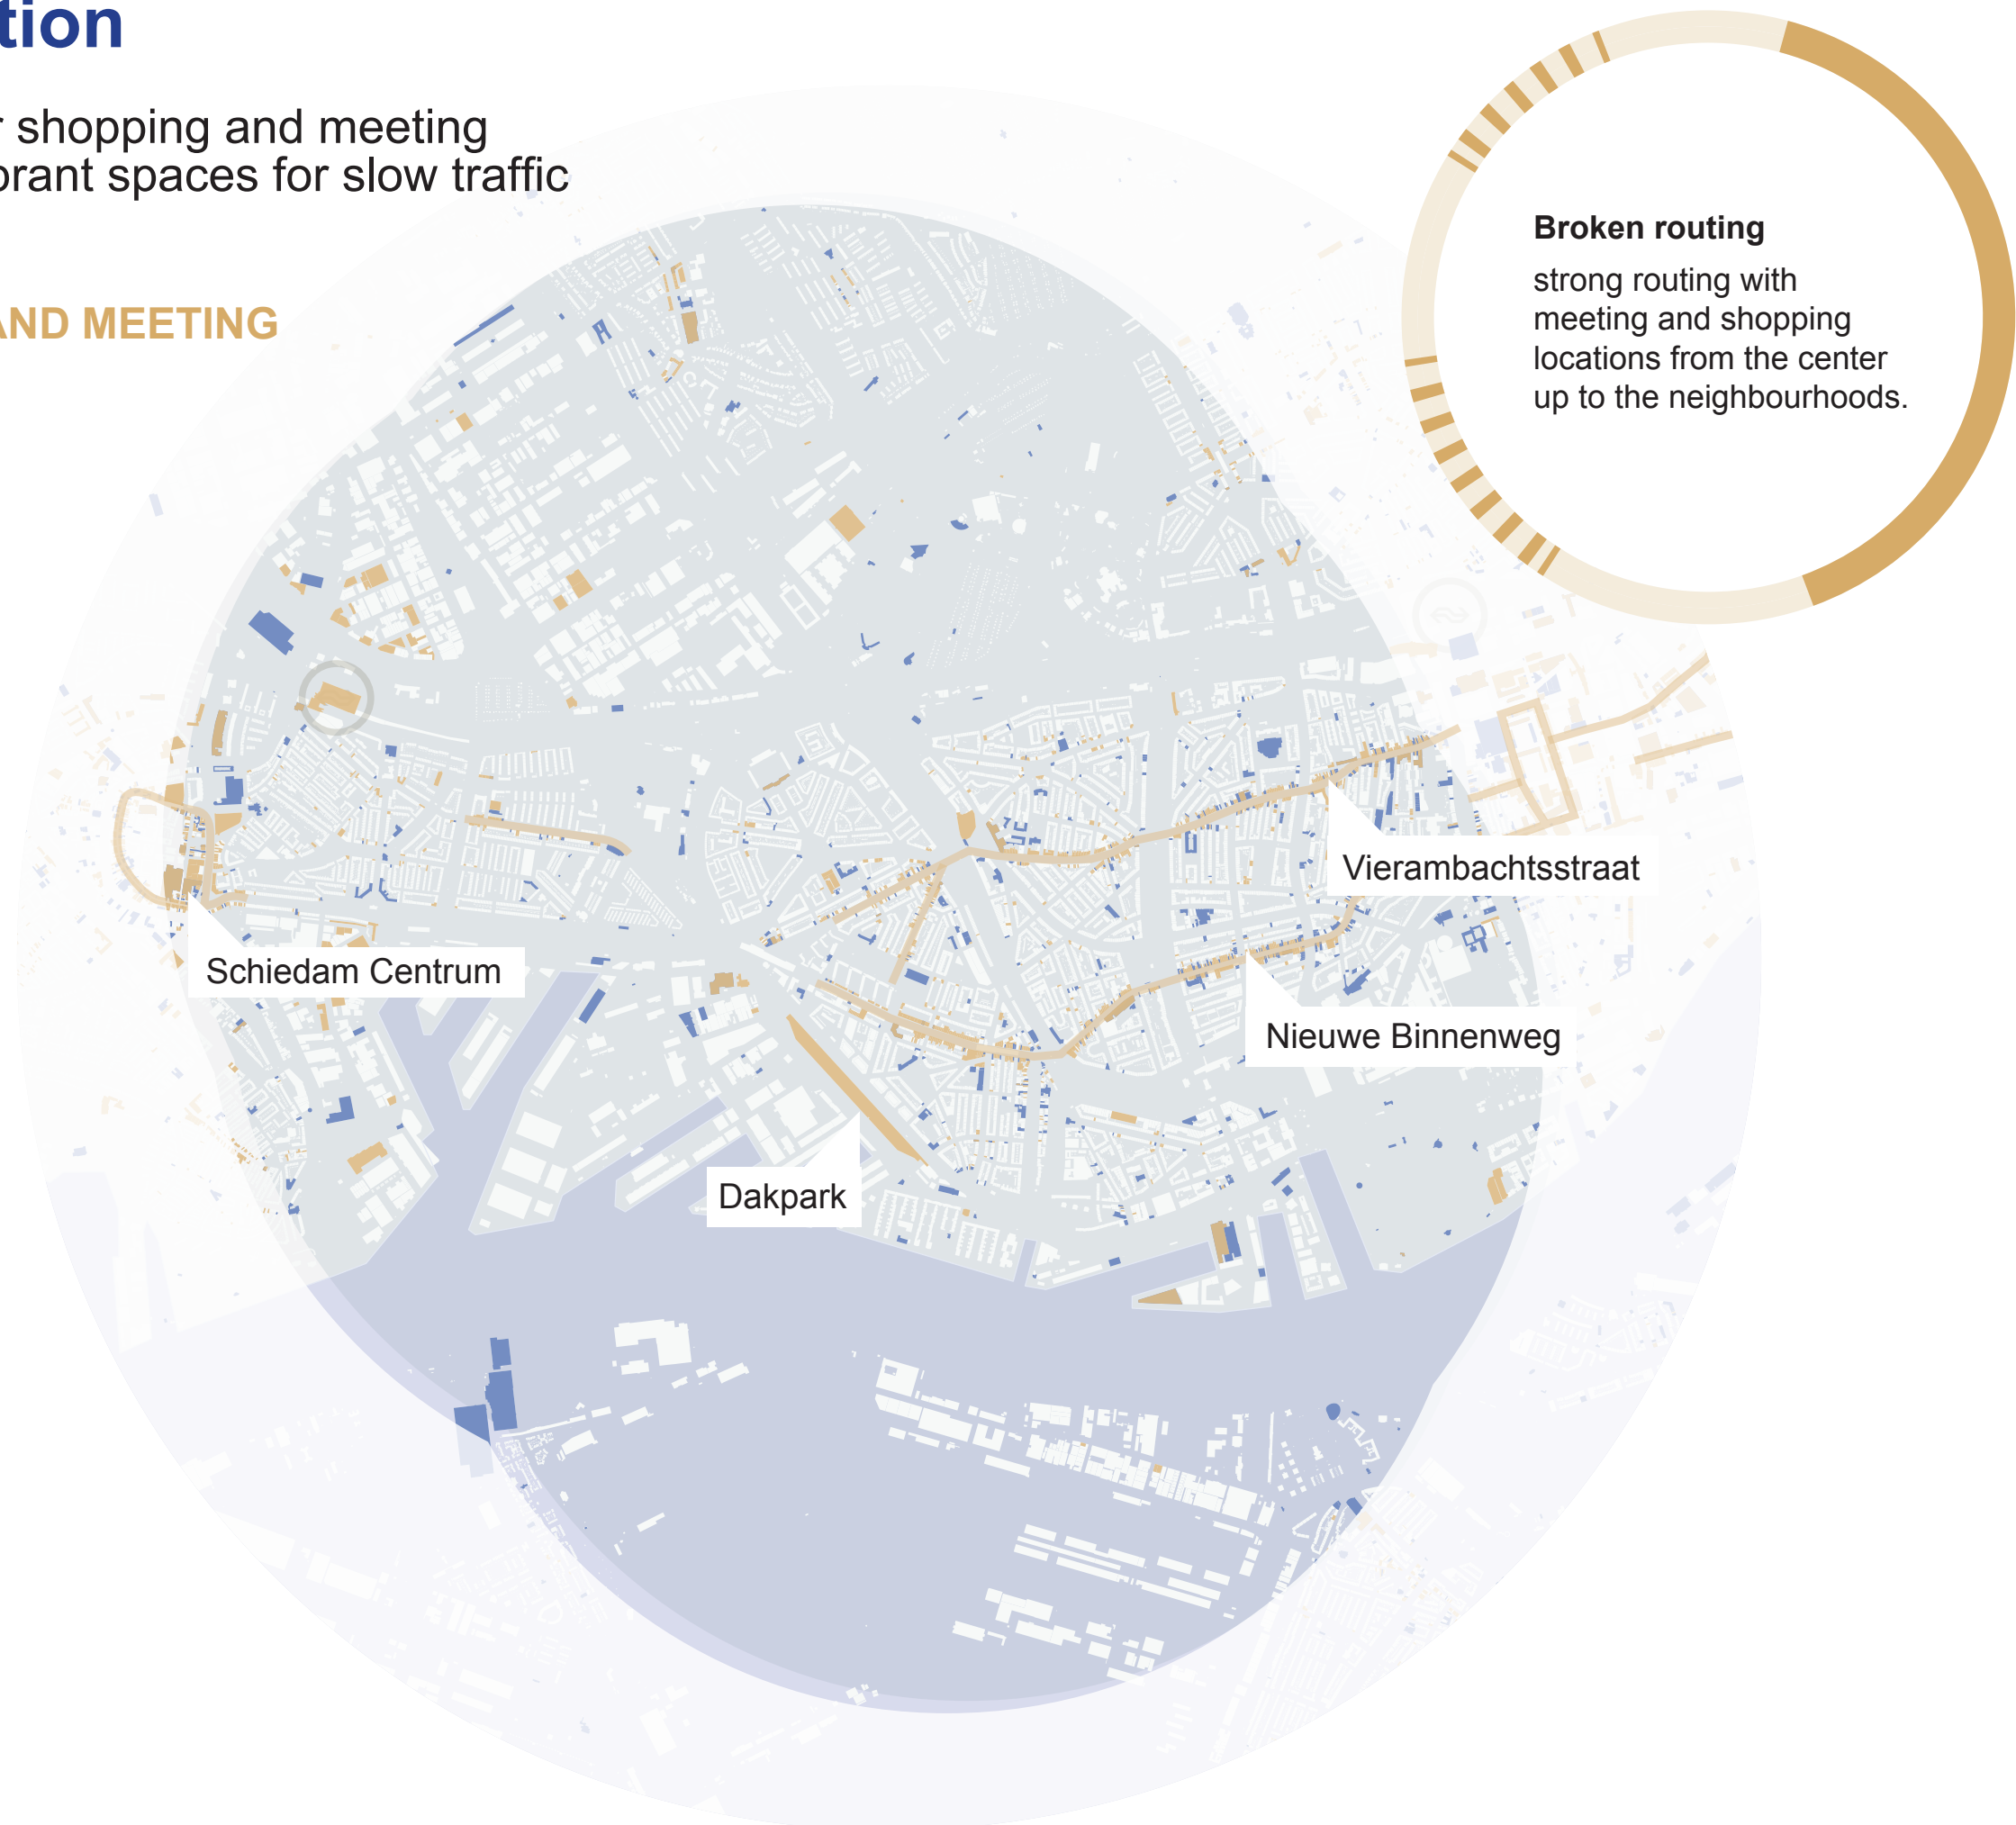 tion
r shopping and meeting
orant spaces for slow traffic
AND MEETING
Broken routing
strong routing with
meeting and shopping
locations from the center
up to the neighbourhoods.
Vierambachtsstraat
Schiedam Centrum
Nieuwe Binnenweg
Dakpark